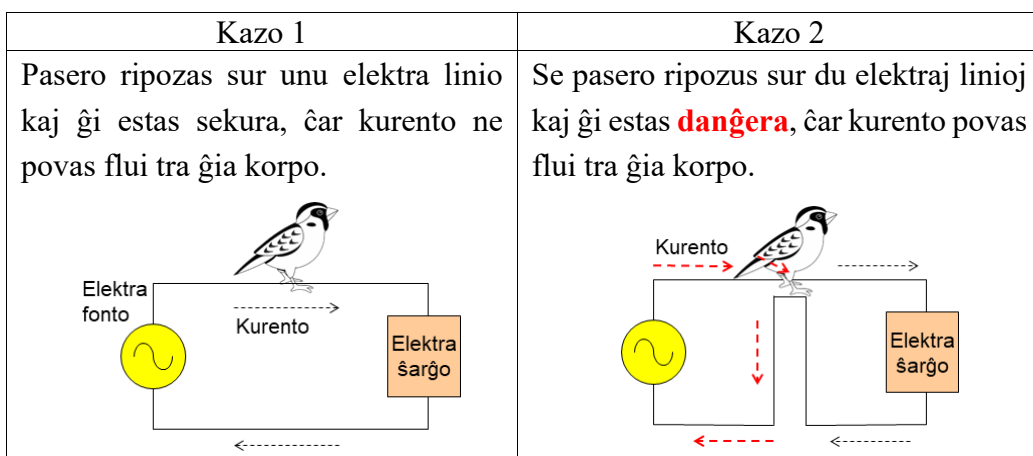 Kazo 1
Pasero ripozas sur unu elektra linio
kaj ĝi estas sekura, ĉar kurento ne
povas flui tra ĝia korpo.
Elektra
fonto
Kurento
Elektra
ŝarĝo
Kazo 2
Se pasero ripozus sur du elektraj linioj
kaj ĝi estas danĝera, ĉar kurento povas
flui tra ĝia korpo.
Kurento
Elektra
ŝarĝo